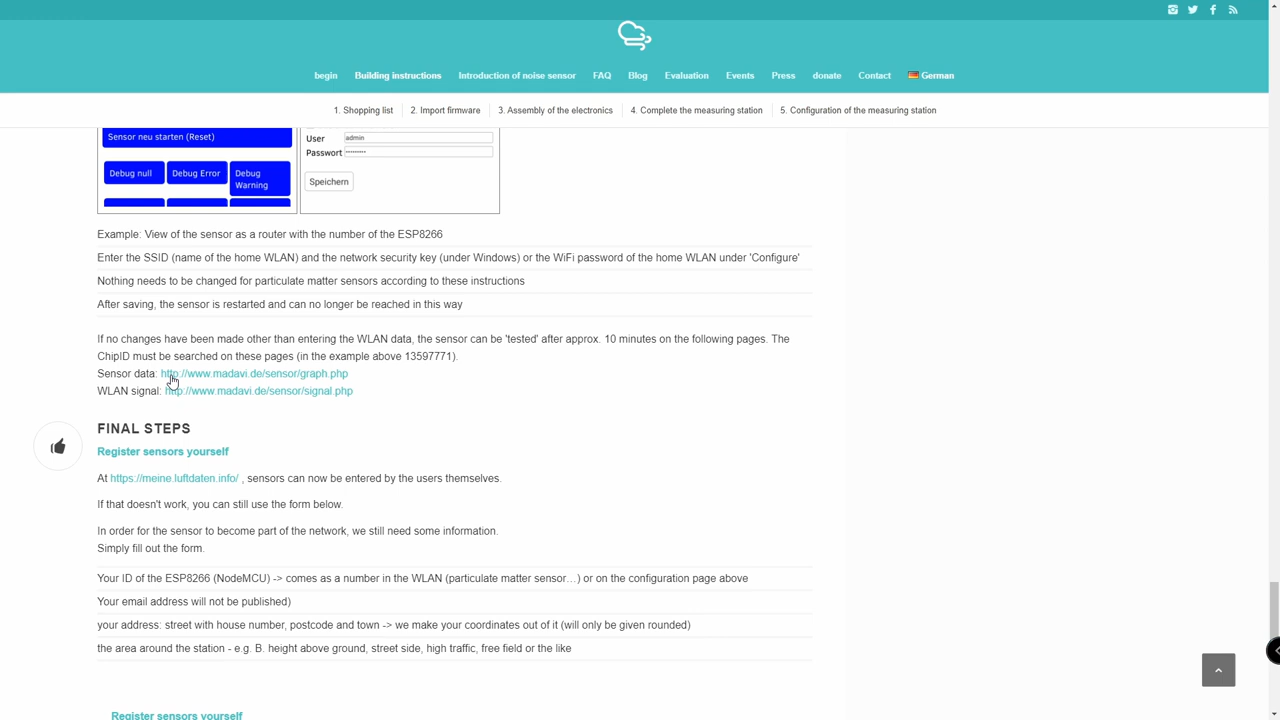 begin
Building instructions
Introduction of noise sensor
FAQ
Blog
Evaluation
Events
Press
donate
Contact
German
1. Shopping list
2. Import firmware
3. Assembly of the electronics
4. Complete the measuring station
5. Configuration of the measuring station
Sensor neu starten (Reset)
Debug null
Debug Error
Debug
Warning
User admin
Passwort ·········
Speichern
Example: View of the sensor as a router with the number of the ESP8266
Enter the SSID (name of the home WLAN) and the network security key (under Windows) or the WiFi password of the home WLAN under 'Configure'
Nothing needs to be changed for particulate matter sensors according to these instructions
After saving, the sensor is restarted and can no longer be reached in this way
If no changes have been made other than entering the WLAN data, the sensor can be 'tested' after approx. 10 minutes on the following pages. The
ChipID must be searched on these pages (in the example above 13597771).
Sensor data: http://www.madavi.de/sensor/graph.php
WLAN signal: http://www.madavi.de/sensor/signal.php
FINAL STEPS
Register sensors yourself
At https://meine.luftdaten.info/ , sensors can now be entered by the users themselves.
If that doesn't work, you can still use the form below.
In order for the sensor to become part of the network, we still need some information.
Simply fill out the form.
Your ID of the ESP8266 (NodeMCU) -> comes as a number in the WLAN (particulate matter sensor…) or on the configuration page above
Your email address will not be published)
your address: street with house number, postcode and town -> we make your coordinates out of it (will only be given rounded)
the area around the station - e.g. B. height above ground, street side, high traffic, free field or the like
Register sensors yourself